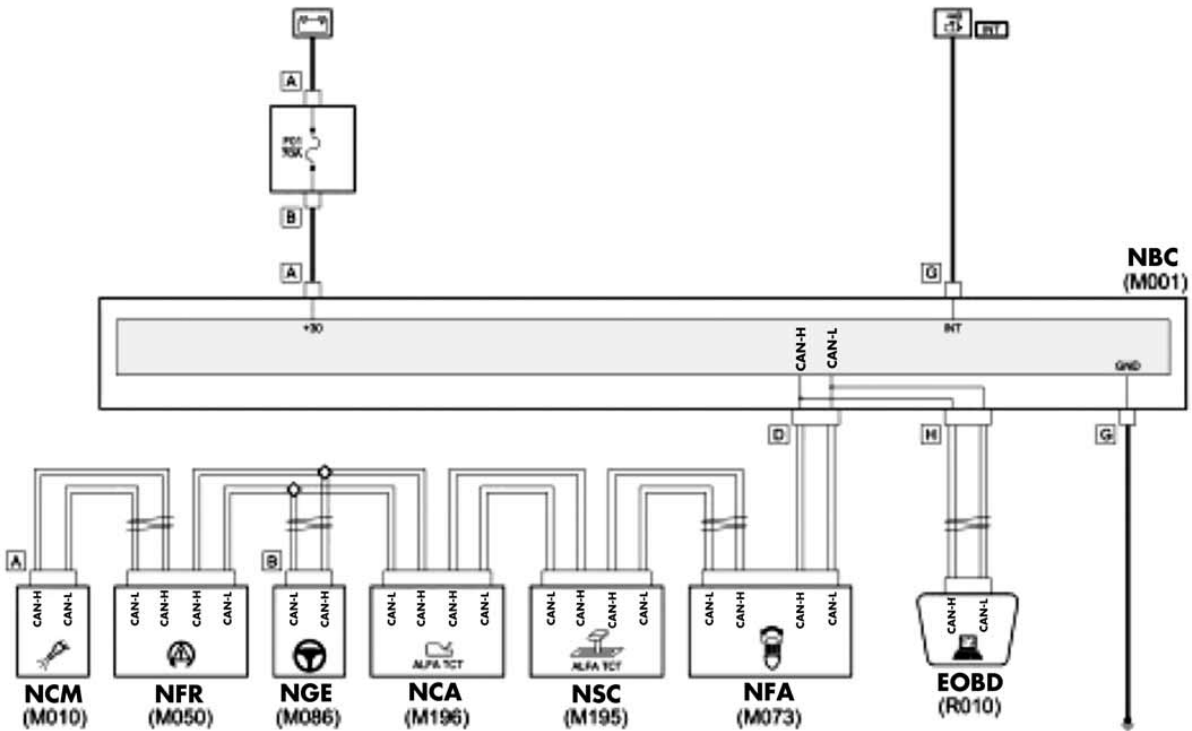 INT
A
F01
70A
B
A
G
NBC
(M001)
+30
INT
CAN-H
CAN-L
GND
D
H
G
A
B
CAN-H
CAN-L
CAN-L
CAN-H
CAN-H
CAN-L
CAN-L
CAN-H
CAN-L
CAN-H
CAN-H
CAN-L
CAN-L
CAN-H
CAN-H
CAN-L
CAN-L
CAN-H
CAN-H
CAN-L
CAN-H
CAN-L
ALFA TCT
ALFA TCT
NCM
(M010)
NFR
(M050)
NGE
(M086)
NCA
(M196)
NSC
(M195)
NFA
(M073)
EOBD
(R010)